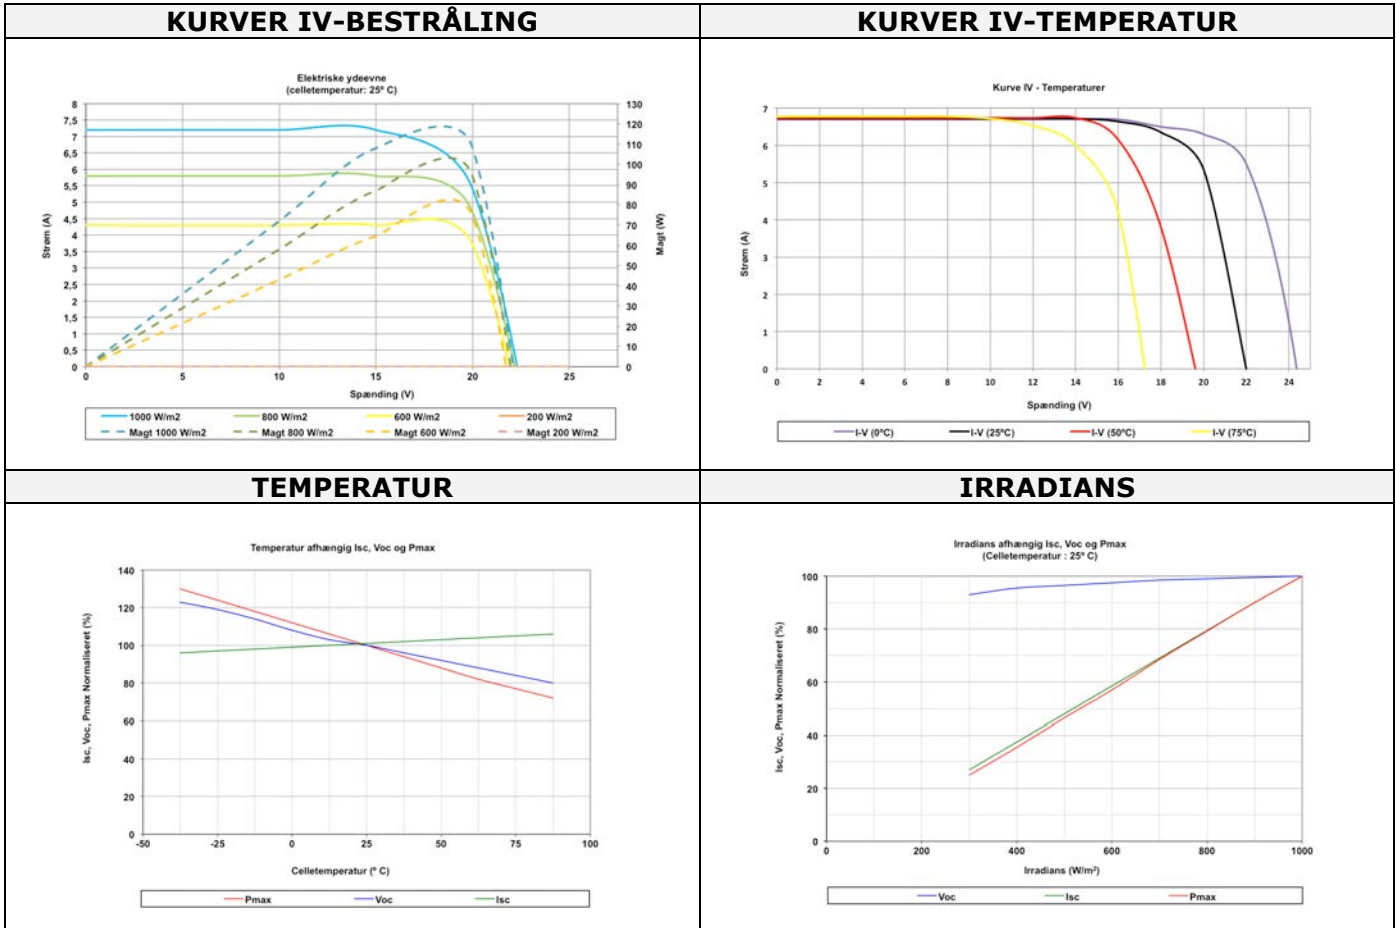 KURVER IV-BESTRÅLING
Elektriske ydeevne
(celletemperatur: 25º C)
8
7
7
6,5
6
5,5
5
4,5
4
3,5
3
2,5
2
1,5
1
0,5
0
130
120
110
100
90
80
70
60
50
40
30
20
10
0
Strøm (A)
Magt (W)
0 5 10 15 20 25
Spænding (V)
1000 W/m2 800 W/m2 600 W/m2 200 W/m2
Magt 1000 W/m2 Magt 800 W/m2 Magt 600 W/m2 Magt 200 W/m2
KURVER IV-TEMPERATUR
Kurve IV - Temperaturer
7
6
5
4
3
2
1
0
Strøm (A)
0 2 4 6 8 10 12 14 16 18 20 22 24
Spænding (V)
I-V (0ºC) I-V (25ºC) I-V (50ºC) I-V (75ºC)
TEMPERATUR
Temperatur afhængig Isc, Voc og Pmax
140
120
100
80
60
40
20
0
Isc, Voc, Pmax Normaliseret (%)
-50 -25 0 25 50 75 100
Celletemperatur (º C)
Pmax Voc Isc
IRRADIANS
Irradians afhængig Isc, Voc og Pmax
(Celletemperatur : 25º C)
100
80
60
40
20
0
Isc, Voc, Pmax Normaliseret (%)
0 200 400 600 800 1000
Irradians (W/m²)
Voc Isc Pmax